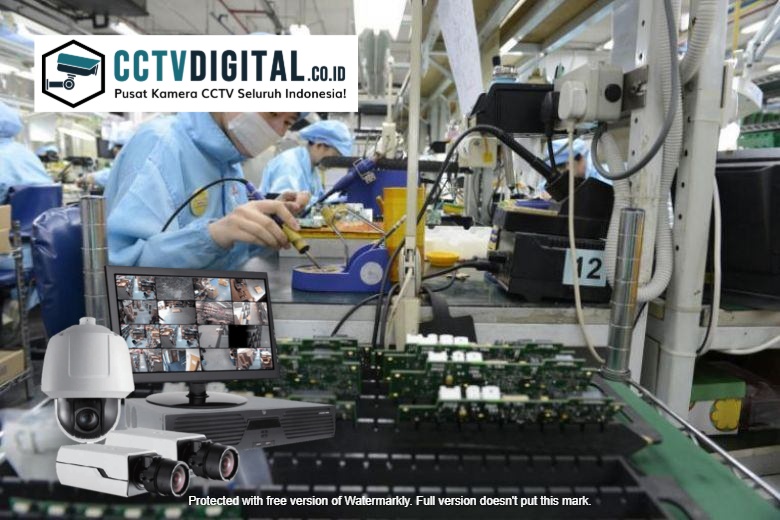 CCTVDIGITAL.CO.ID
Pusat Kamera CCTV Seluruh Indonesia!
12
Protected with free version of Watermarkly. Full version doesn't put this mark.